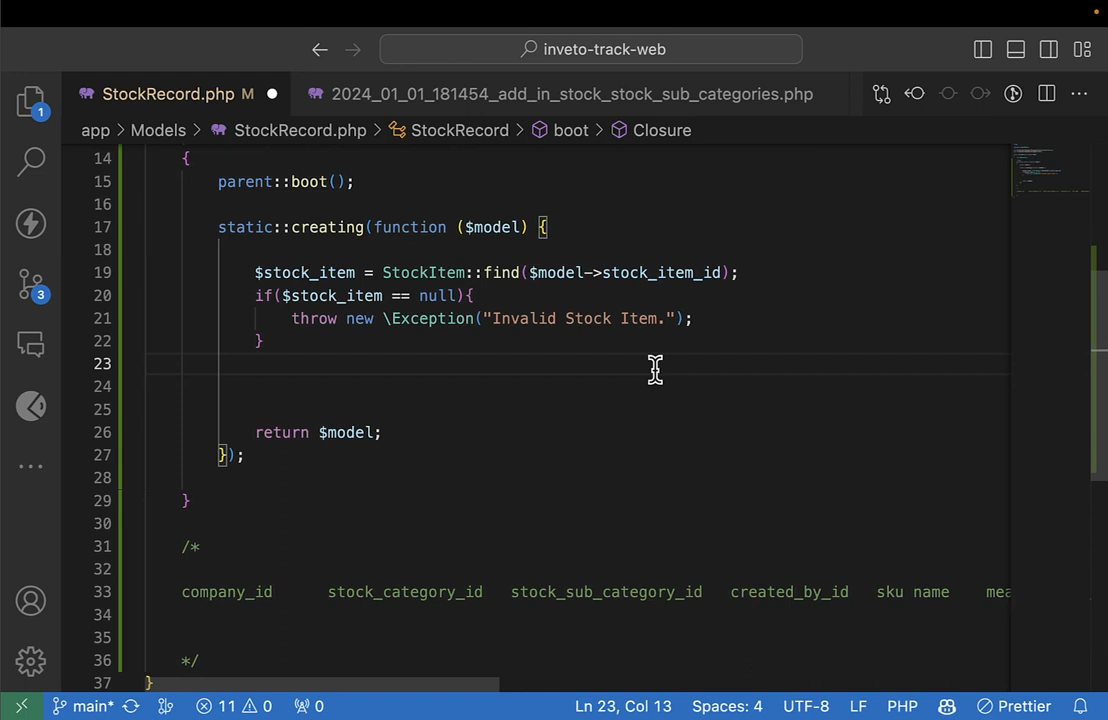 inveto-track-web
StockRecord.php M
2024_01_01_181454_add_in_stock_stock_sub_categories.php
app > Models > StockRecord.php > StockRecord > boot > Closure
14 {
15 parent::boot();
16
17 static::creating(function ($model) {
18
19 $stock_item = StockItem::find($model->stock_item_id);
20 if($stock_item == null){
21 throw new \Exception("Invalid Stock Item.");
22 }
23
24
25
26 return $model;
27 });
28
29 }
30
31 /*
32
33 company_id stock_category_id stock_sub_category_id created_by_id sku name mea
34
35
36 */
37 }
1
3
main* 11 0 0 Ln 23, Col 13 Spaces: 4 UTF-8 LF PHP Prettier